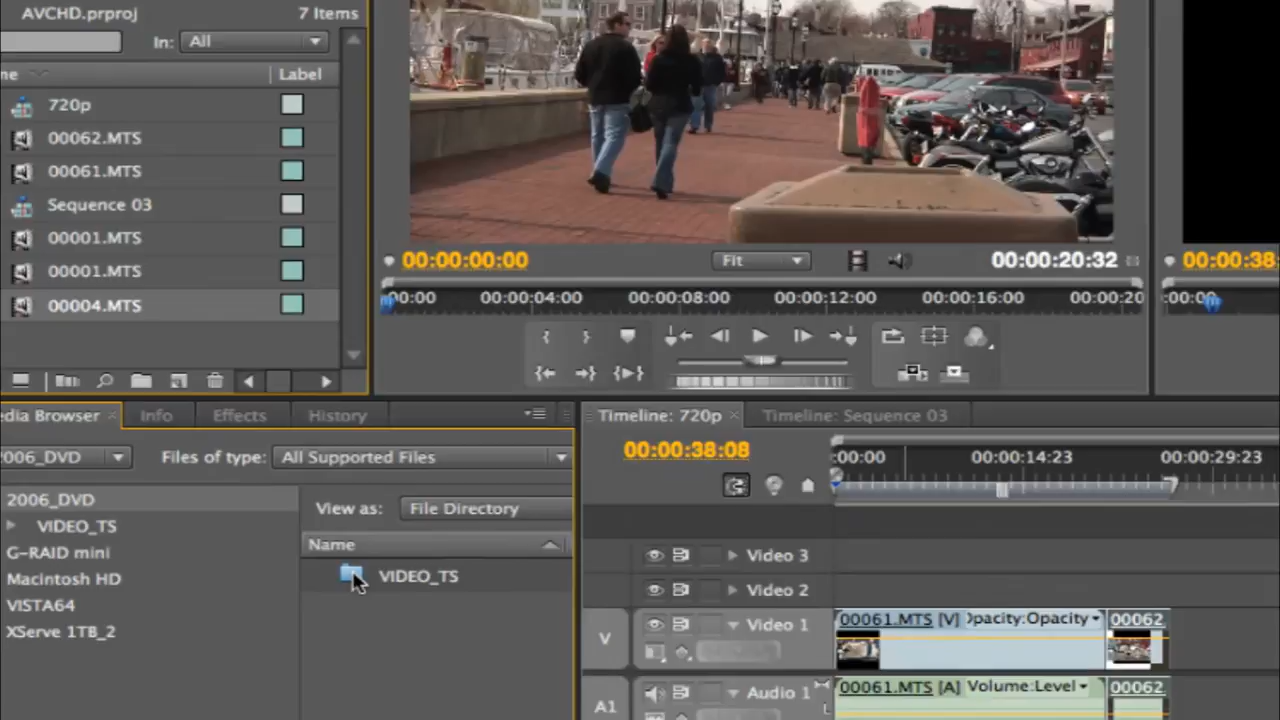 AVCHD.prproj 7 Items
In: All
Label
720p
00062.MTS
00061.MTS
Sequence 03
00001.MTS
00001.MTS
00004.MTS
00:00:00:00 Fit 00:00:20:32 00:00:38
00:00 00:00:04:00 00:00:08:00 00:00:12:00 00:00:16:00 00:00:20 :00:00
Media Browser Info Effects History
2006_DVD Files of type: All Supported Files
2006_DVD
VIDEO_TS
G-RAID mini
Macintosh HD
VISTA64
XServe 1TB_2
View as: File Directory
Name
VIDEO_TS
Timeline: 720p Timeline: Sequence 03
00:00:38:08 :00:00 00:00:14:23 00:00:29:23
Video 3
Video 2
V Video 1 00061.MTS [V] Opacity:Opacity 00062
A1 Audio 1 00061.MTS [A] Volume:Level 00062